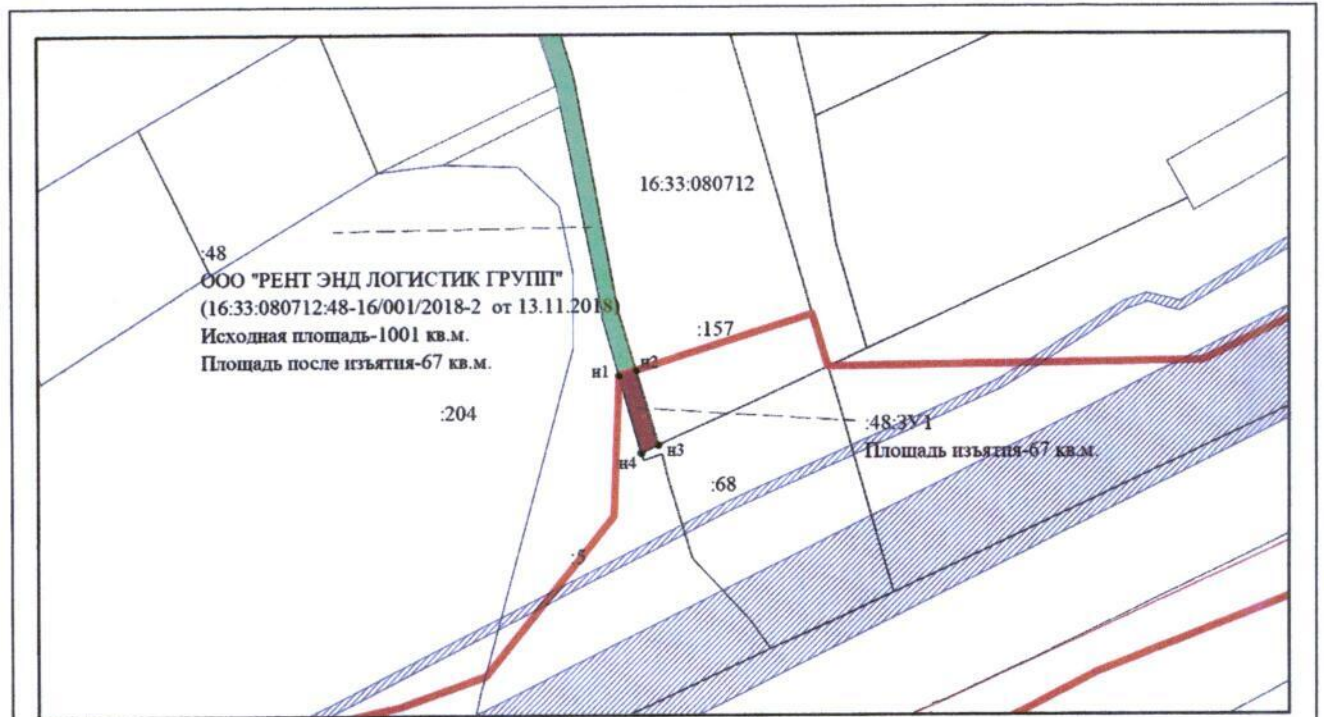 16:33:080712
:48
ООО "РЕНТ ЭНД ЛОГИСТИК ГРУПП"
(16:33:080712:48-16/001/2018-2 от 13.11.2018)
Исходная площадь-1001 кв.м.
Площадь после изъятия-67 кв.м.
:157
н1
н2
:204
:48:ЗУ1
Площадь изъятия-67 кв.м.
н3
н4
:68
:5